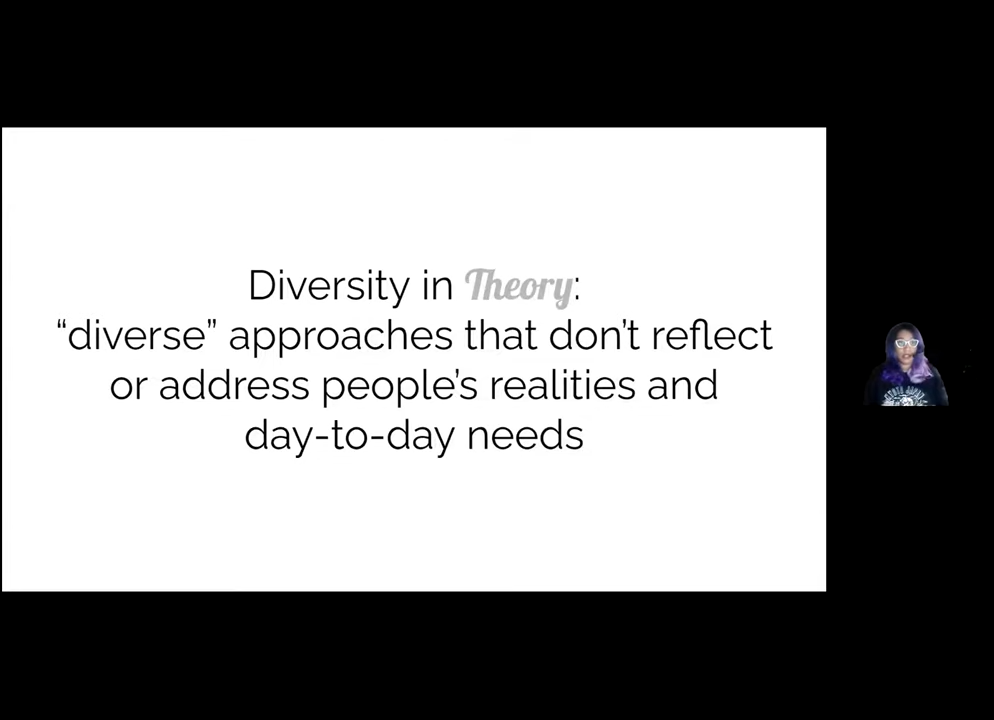 Diversity in Theory:
“diverse” approaches that don’t reflect
or address people’s realities and
day-to-day needs